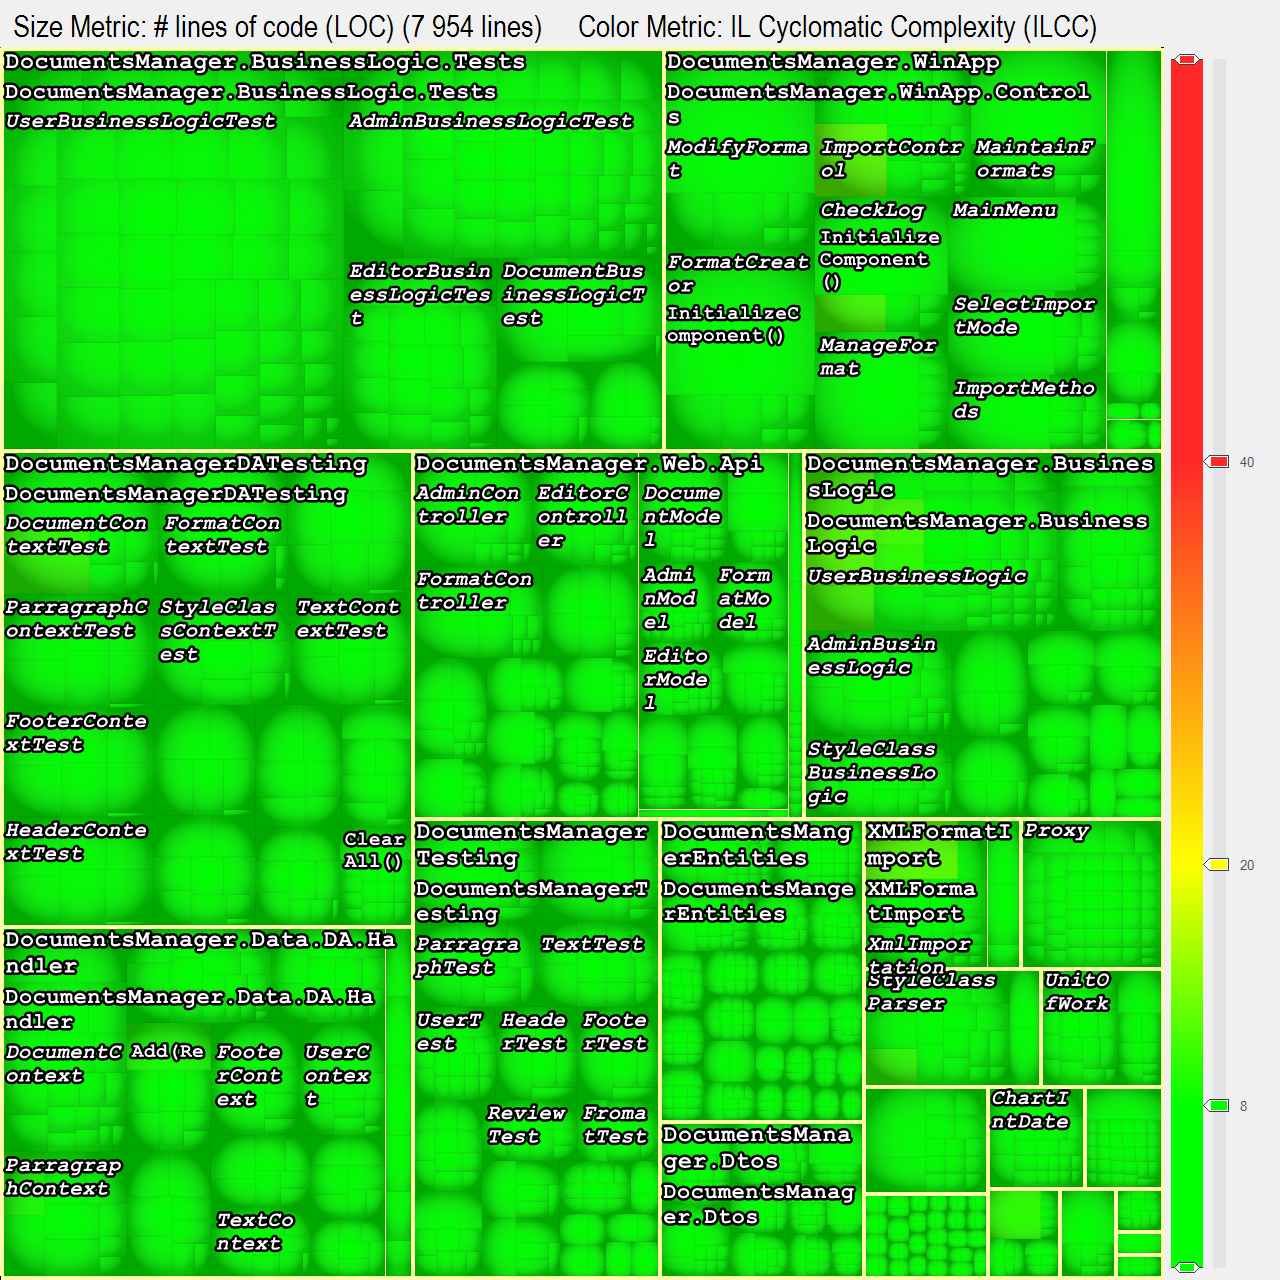 Size Metric: # lines of code (LOC) (7 954 lines)     Color Metric: IL Cyclomatic Complexity (ILCC)
DocumentsManager.BusinessLogic.Tests
DocumentsManager.BusinessLogic.Tests
UserBusinessLogicTest
AdminBusinessLogicTest
EditorBusin
essLogicTes
t
DocumentBus
inessLogicT
est
DocumentsManager.WinApp
DocumentsManager.WinApp.Control
s
ModifyForma
t
ImportContr
ol
MaintainF
ormats
CheckLog
Initialize
Component
()
MainMenu
FormatCreat
or
InitializeC
omponent()
SelectImpor
tMode
ManageFor
mat
ImportMetho
ds
DocumentsManagerDATesting
DocumentsManagerDATesting
DocumentCon
textTest
FormatCon
textTest
ParragraphC
ontextTest
StyleClas
sContextT
est
TextCont
extTest
FooterConte
xtTest
HeaderConte
xtTest
Clear
All()
DocumentsManager.Web.Api
AdminCon
troller
EditorC
ontroll
er
Docume
ntMode
l
FormatCon
troller
Admi
nMod
el
Form
atMo
del
Edito
rMode
l
DocumentsManager.Busines
sLogic
DocumentsManager.Business
Logic
UserBusinessLogic
AdminBusin
essLogic
StyleClass
BusinessLo
gic
DocumentsManager.Data.DA.Ha
ndler
DocumentsManager.Data.DA.Ha
ndler
DocumentC
ontext
Add(Re
Foote
rCont
ext
UserC
ontex
t
Parragrap
hContext
TextCo
ntext
DocumentsManager
Testing
DocumentsManagerT
esting
Parragra
phTest
TextTest
UserT
est
Heade
rTest
Foote
rTest
Review
Test
Froma
tTest
DocumentsMang
erEntities
DocumentsMange
rEntities
DocumentsMana
ger.Dtos
DocumentsManag
er.Dtos
XMLFormatI
mport
XMLForma
tImport
XmlImpor
tation
Proxy
StyleClass
Parser
UnitO
fWork
ChartI
ntDate
40
20
8